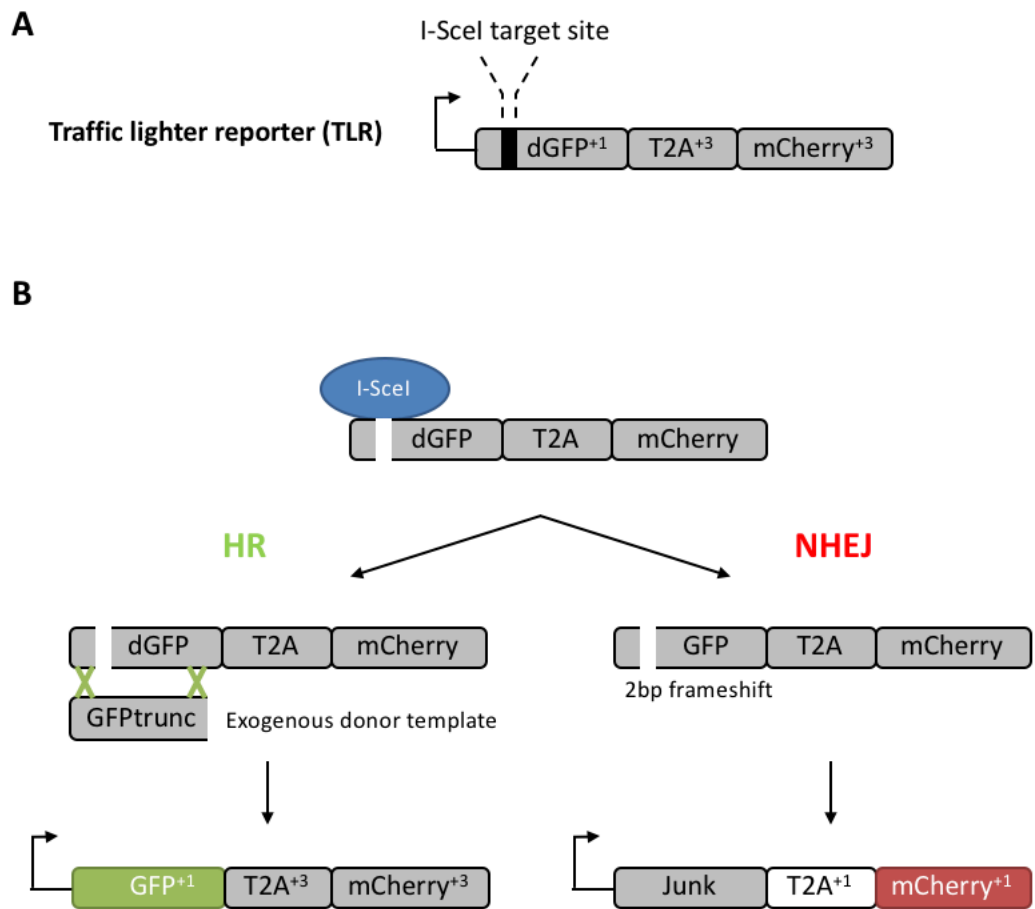 A
I-SceI target site
Traffic lighter reporter (TLR)
dGFP⁺¹ T2A⁺³ mCherry⁺³
B
I-SceI
dGFP T2A mCherry
HR
NHEJ
dGFP T2A mCherry
GFP T2A mCherry
2bp frameshift
GFPtrunc
Exogenous donor template
GFP⁺¹ T2A⁺³ mCherry⁺³
Junk T2A⁺¹ mCherry⁺¹